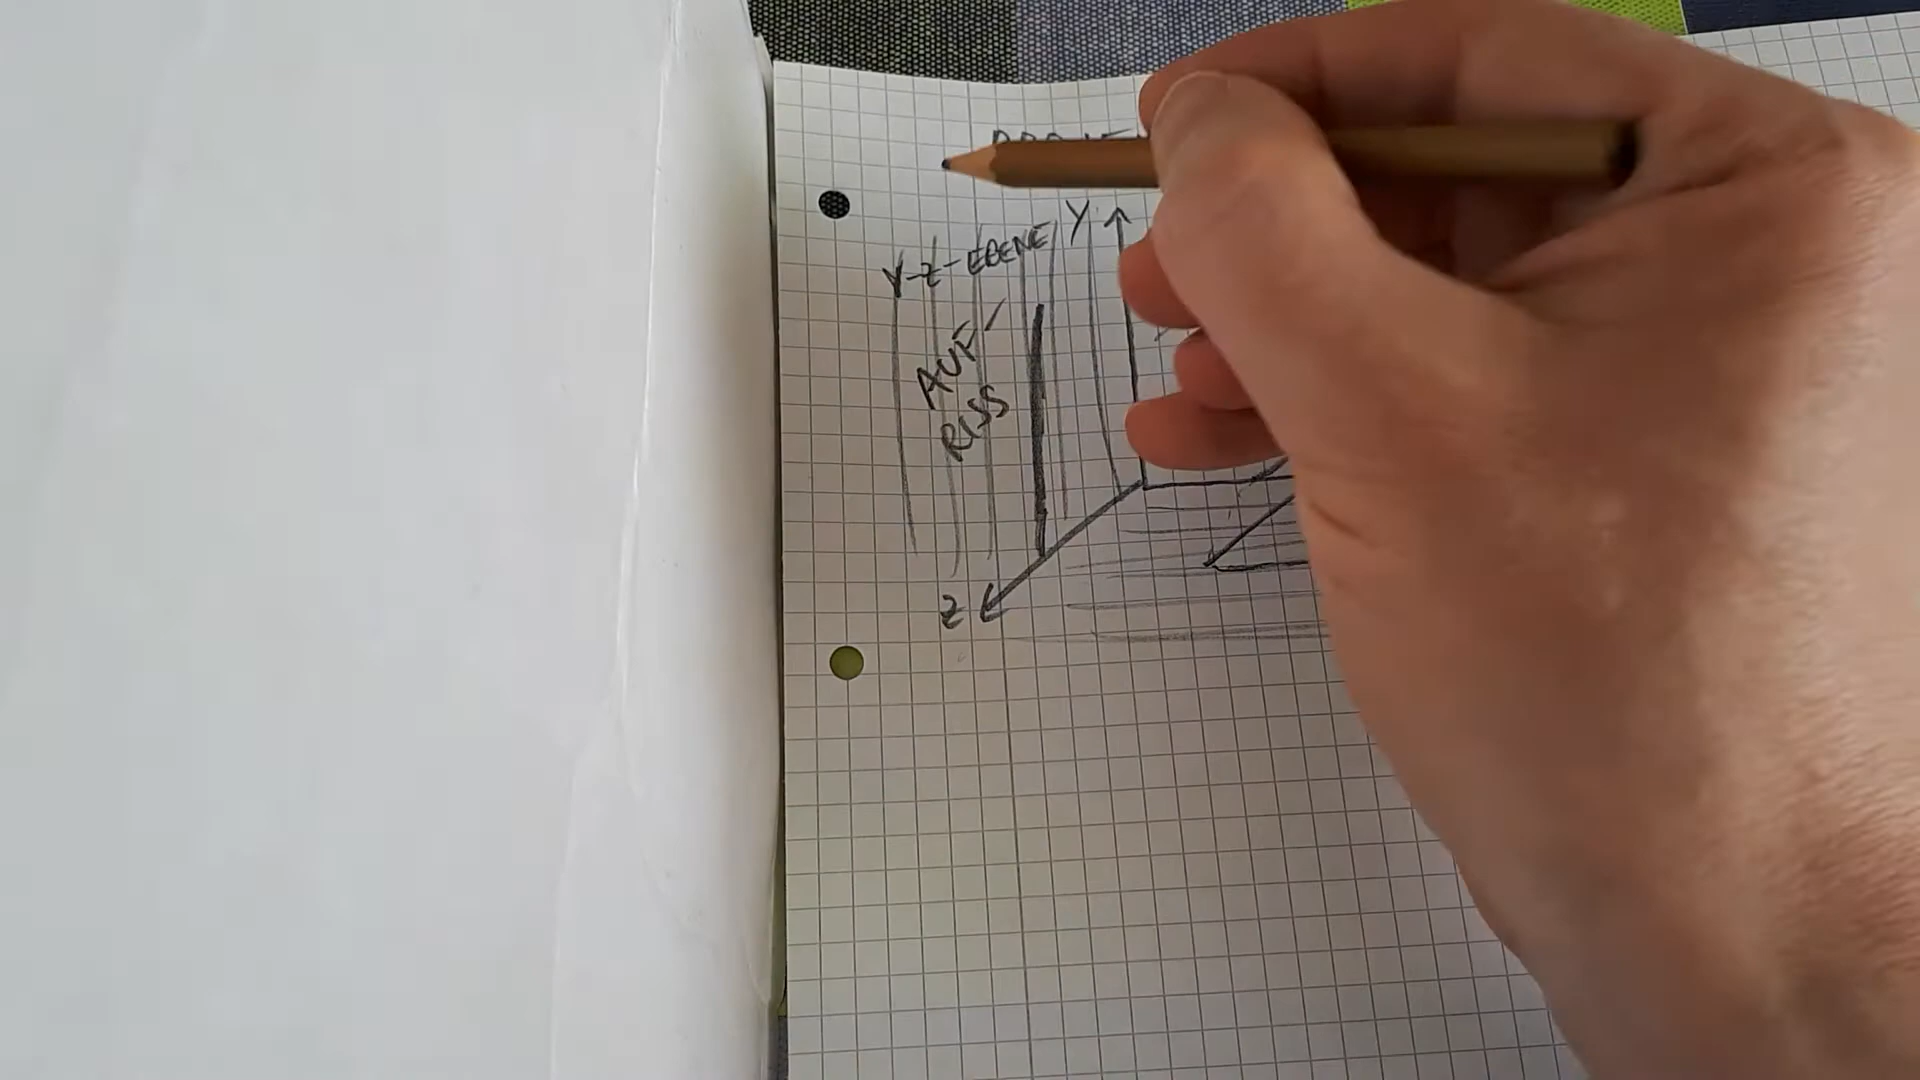 Y
Y-Z-EBENE
AUF-
RISS
Z